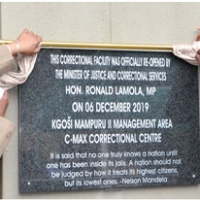 THIS CORRECTIONAL FACILITY WAS OFFICIALLY RE-OPENED BY
THE MINISTER OF JUSTICE AND CORRECTIONAL SERVICES
HON. RONALD LAMOLA, MP
ON 06 DECEMBER 2019
KGOŠI MAMPURU II MANAGEMENT AREA
C-MAX CORRECTIONAL CENTRE
It is said that no one truly knows a nation until
one has been inside its jails. A nation should not
be judged by how it treats its highest citizens,
but its lowest ones. -Nelson Mandela